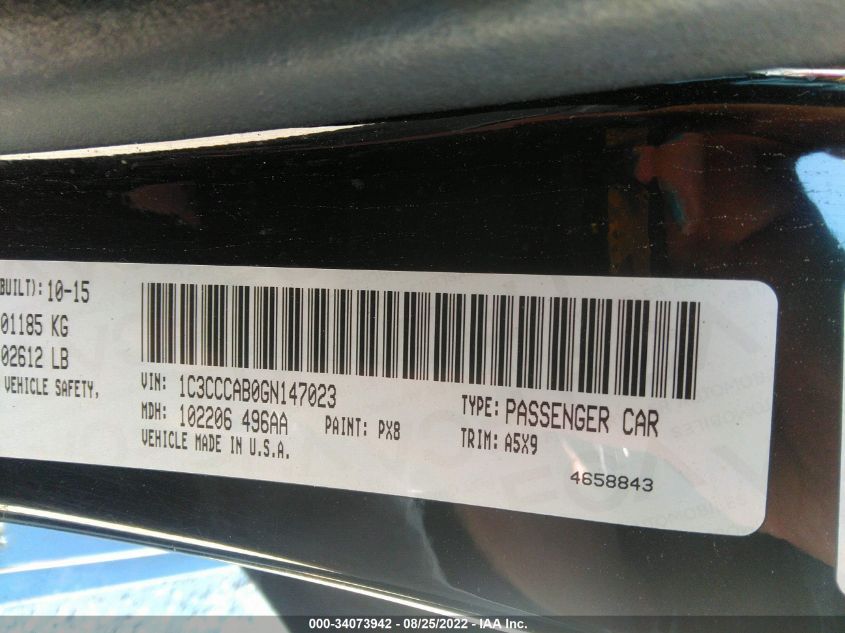 (BUILT): 10-15
01185 KG
02612 LB
VEHICLE SAFETY,
VIN: 1C3CCCAB0GN147023
TYPE: PASSENGER CAR
MDH: 102206 496AA
PAINT: PX8
TRIM: A5X9
VEHICLE MADE IN U.S.A.
4658843
000-34073942 - 08/25/2022 - IAA Inc.